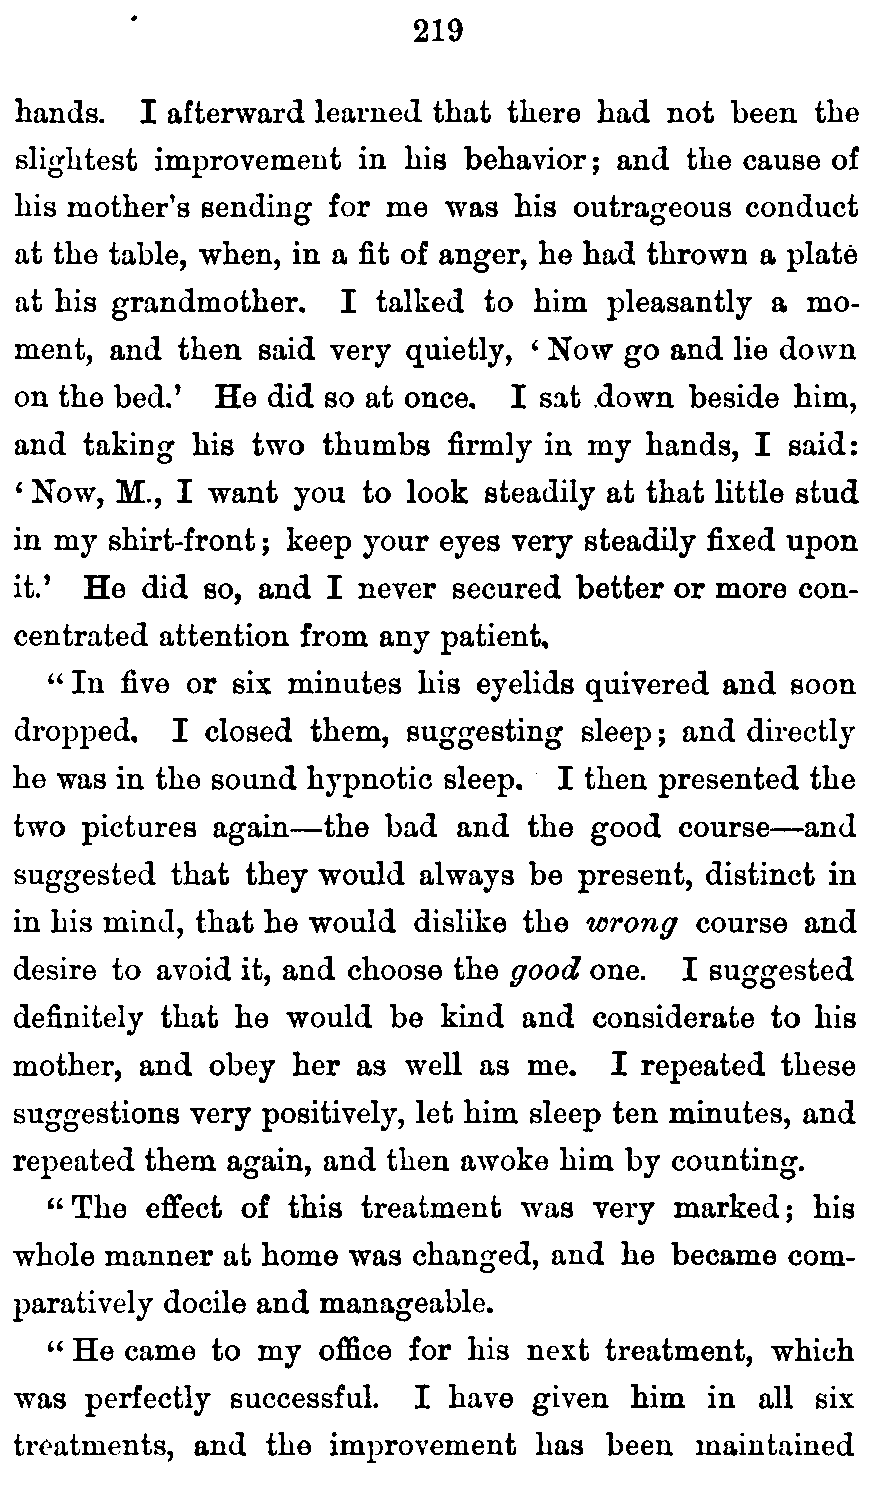 219
hands. I afterward learned that there had not been the
slightest improvement in his behavior; and the cause of
his mother's sending for me was his outrageous conduct
at the table, when, in a fit of anger, he had thrown a plate
at his grandmother. I talked to him pleasantly a mo-
ment, and then said very quietly, ‘Now go and lie down
on the bed.’ He did so at once. I sat down beside him,
and taking his two thumbs firmly in my hands, I said:
‘Now, M., I want you to look steadily at that little stud
in my shirt-front; keep your eyes very steadily fixed upon
it.’ He did so, and I never secured better or more con-
centrated attention from any patient.
“In five or six minutes his eyelids quivered and soon
dropped. I closed them, suggesting sleep; and directly
he was in the sound hypnotic sleep. I then presented the
two pictures again—the bad and the good course—and
suggested that they would always be present, distinct in
in his mind, that he would dislike the wrong course and
desire to avoid it, and choose the good one. I suggested
definitely that he would be kind and considerate to his
mother, and obey her as well as me. I repeated these
suggestions very positively, let him sleep ten minutes, and
repeated them again, and then awoke him by counting.
“The effect of this treatment was very marked; his
whole manner at home was changed, and he became com-
paratively docile and manageable.
“He came to my office for his next treatment, which
was perfectly successful. I have given him in all six
treatments, and the improvement has been maintained